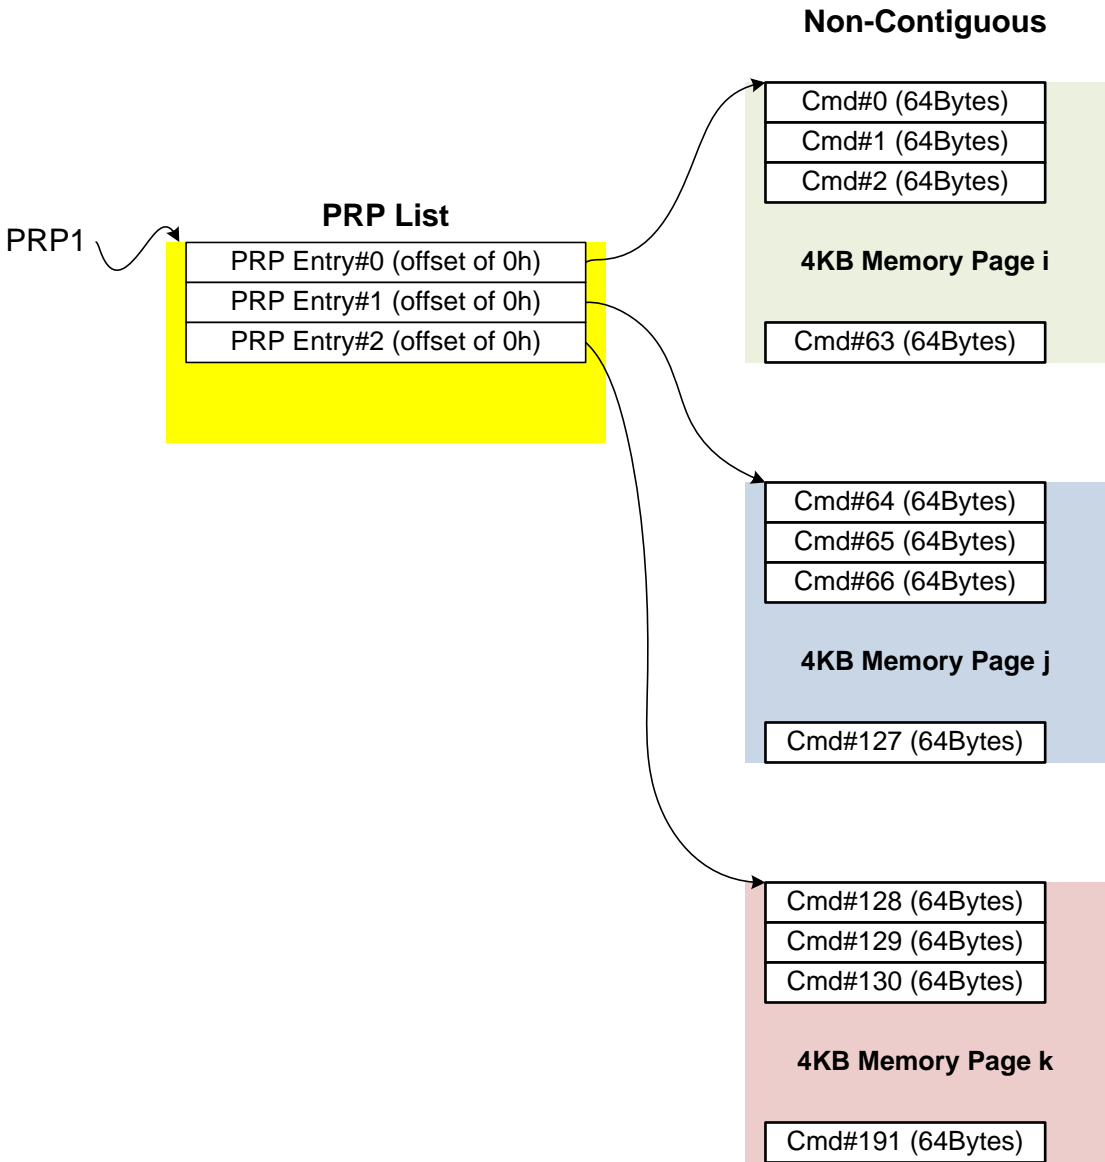 Non-Contiguous
Cmd#0 (64Bytes)
Cmd#1 (64Bytes)
Cmd#2 (64Bytes)
4KB Memory Page i
Cmd#63 (64Bytes)
PRP1
PRP List
PRP Entry#0 (offset of 0h)
PRP Entry#1 (offset of 0h)
PRP Entry#2 (offset of 0h)
Cmd#64 (64Bytes)
Cmd#65 (64Bytes)
Cmd#66 (64Bytes)
4KB Memory Page j
Cmd#127 (64Bytes)
Cmd#128 (64Bytes)
Cmd#129 (64Bytes)
Cmd#130 (64Bytes)
4KB Memory Page k
Cmd#191 (64Bytes)